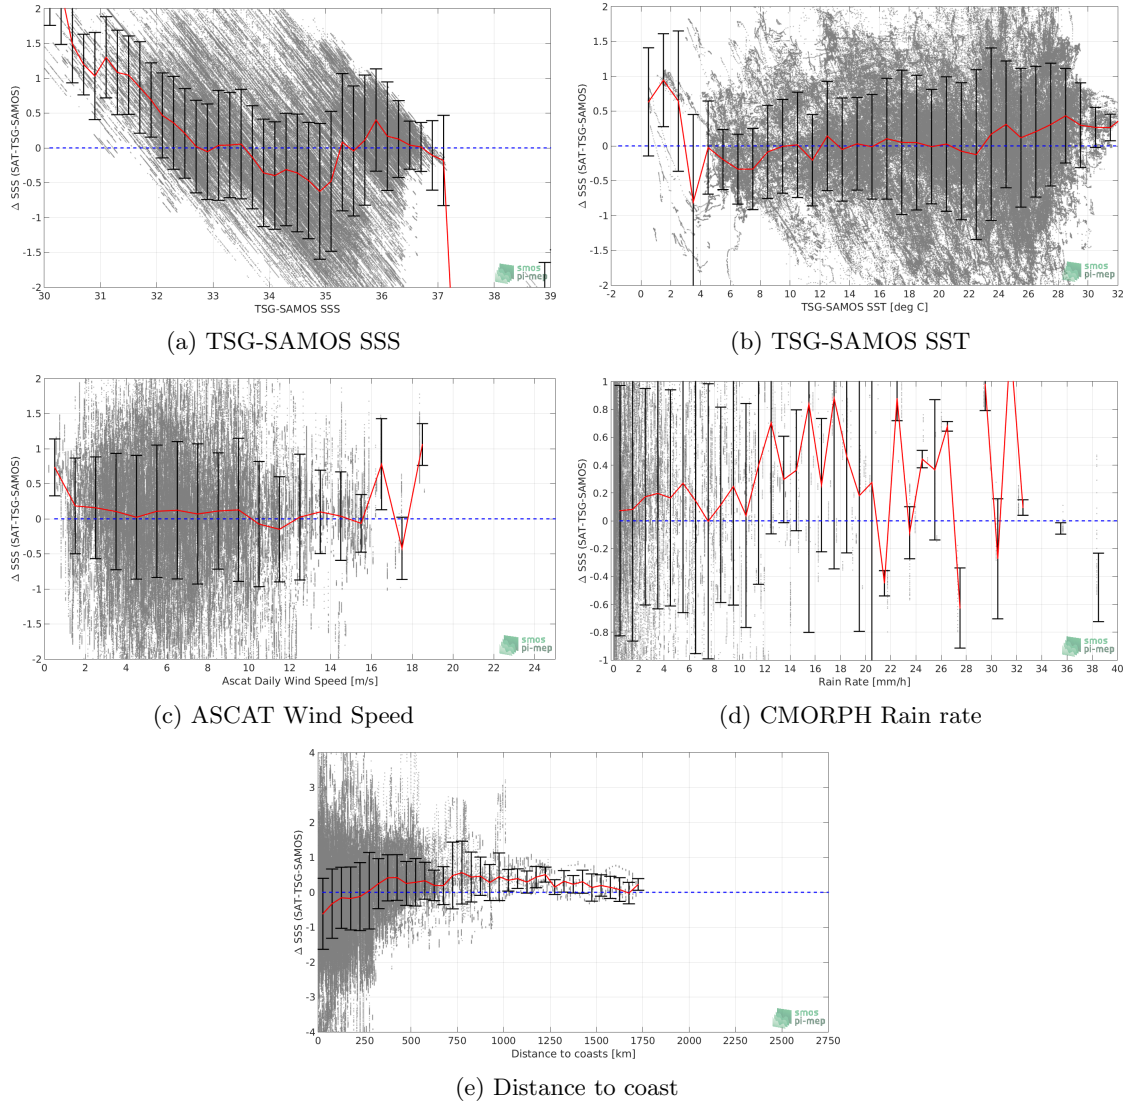 2
1.5
1
0.5
0
-0.5
-1
-1.5
-2
Δ SSS (SAT-TSG-SAMOS)
30 31 32 33 34 35 36 37 38 39
TSG-SAMOS SSS
smos
pi-mep
(a) TSG-SAMOS SSS
2
1.5
1
0.5
0
-0.5
-1
-1.5
-2
Δ SSS (SAT-TSG-SAMOS)
-2 0 2 4 6 8 10 12 14 16 18 20 22 24 26 28 30 32
TSG-SAMOS SST [deg C]
smos
pi-mep
(b) TSG-SAMOS SST
2
1.5
1
0.5
0
-0.5
-1
-1.5
-2
Δ SSS (SAT-TSG-SAMOS)
0 2 4 6 8 10 12 14 16 18 20 22 24
Ascat Daily Wind Speed [m/s]
smos
pi-mep
(c) ASCAT Wind Speed
1
0.8
0.6
0.4
0.2
0
-0.2
-0.4
-0.6
-0.8
-1
Δ SSS (SAT-TSG-SAMOS)
0 2 4 6 8 10 12 14 16 18 20 22 24 26 28 30 32 34 36 38 40
Rain Rate [mm/h]
smos
pi-mep
(d) CMORPH Rain rate
4
3
2
1
0
-1
-2
-3
-4
Δ SSS (SAT-TSG-SAMOS)
0 250 500 750 1000 1250 1500 1750 2000 2250 2500 2750
Distance to coasts [km]
smos
pi-mep
(e) Distance to coast